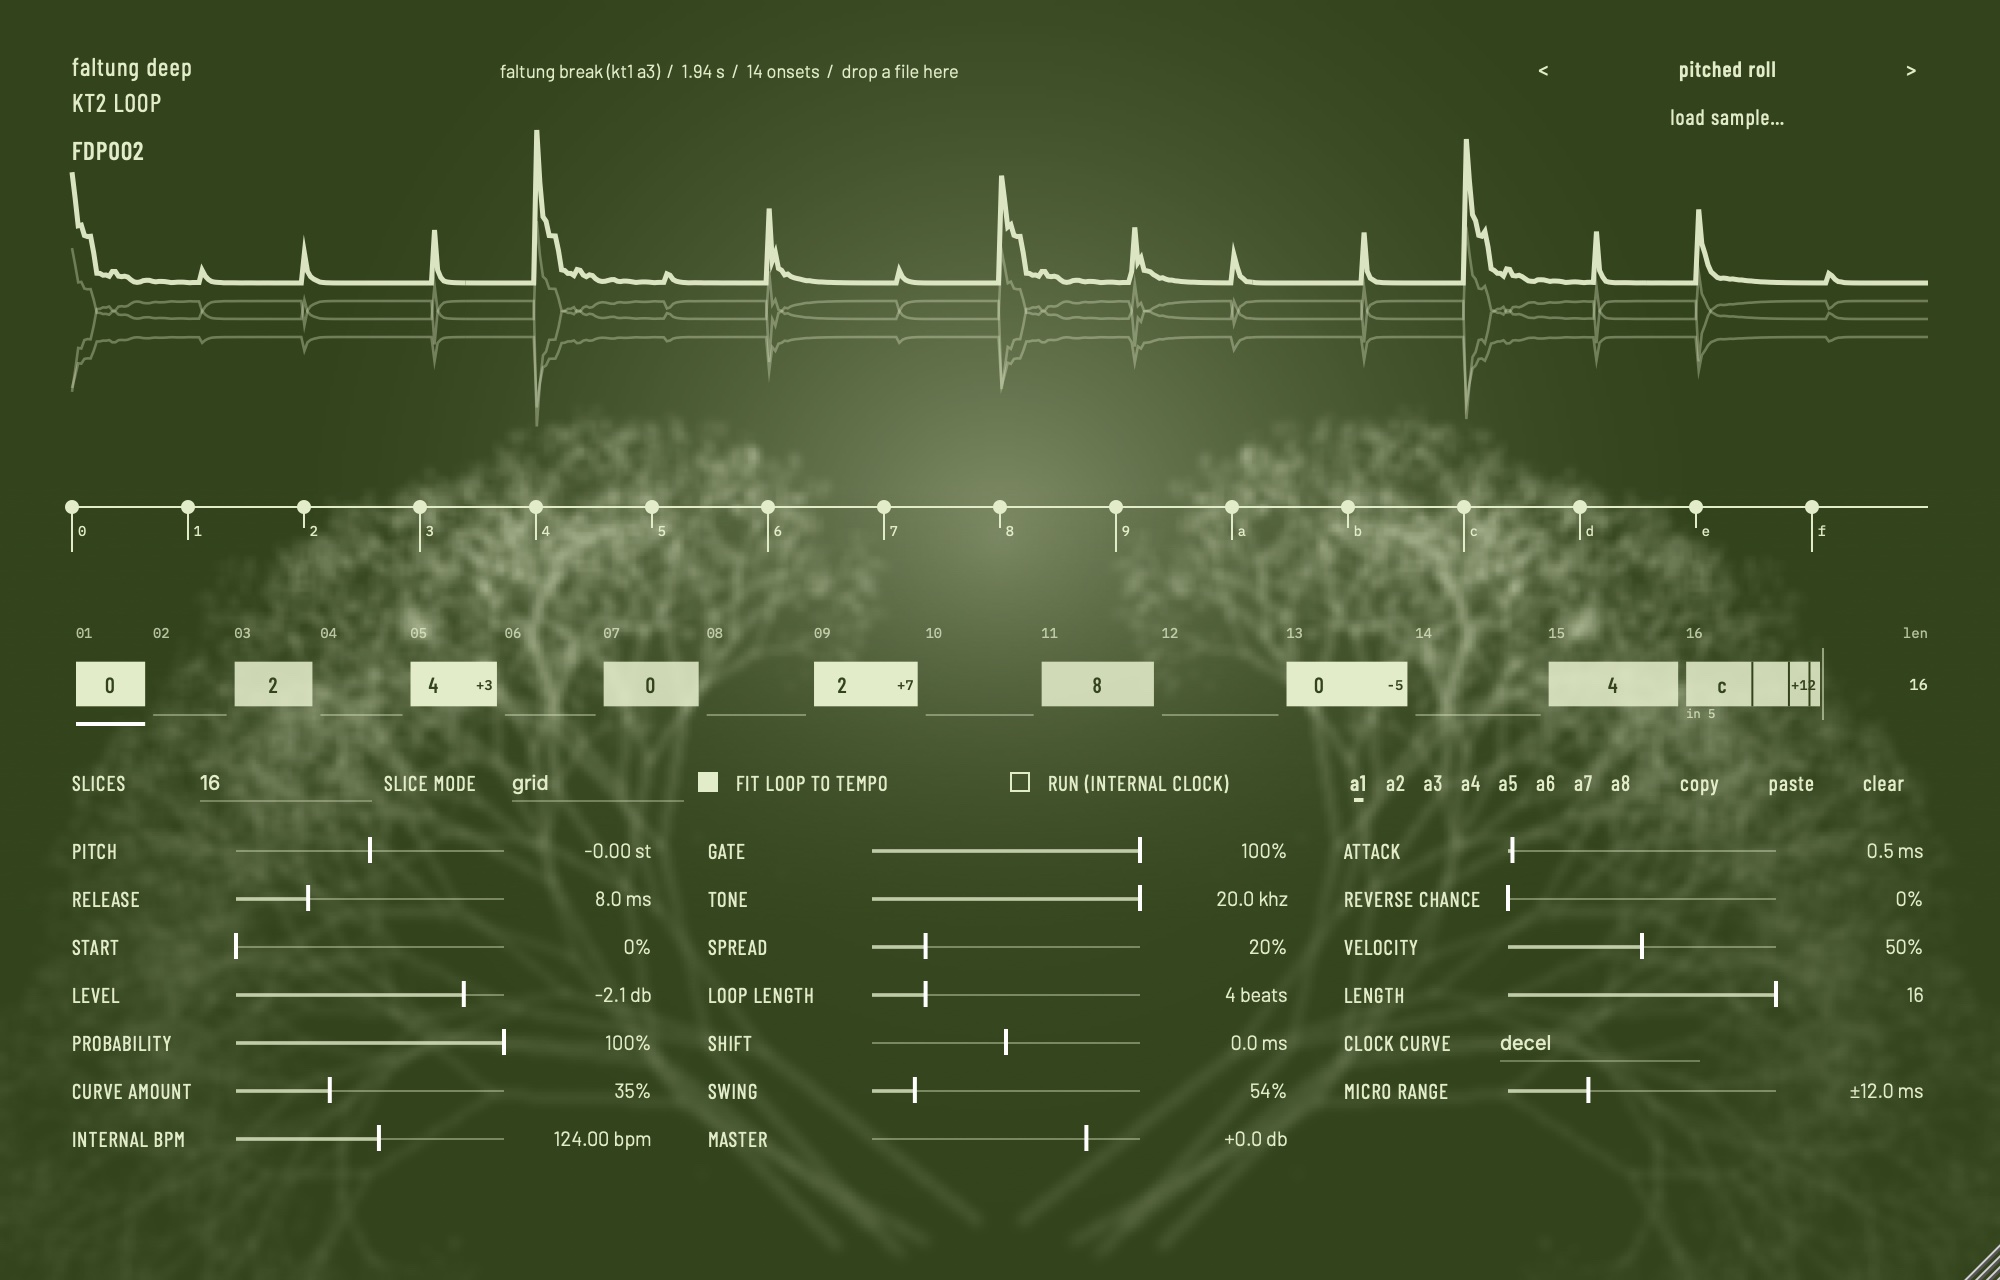 faltung deep
KT2 LOOP
FDP002
faltung break (kt1 a3) / 1.94 s / 14 onsets / drop a file here
< pitched roll >
load sample...
0 1 2 3 4 5 6 7 8 9 a b c d e f
01 02 03 04 05 06 07 08 09 10 11 12 13 14 15 16 len
0 2 4 +3 0 2 +7 8 0 -5 4 c +12 16
in 5
SLICES 16 SLICE MODE grid FIT LOOP TO TEMPO RUN (INTERNAL CLOCK) a1 a2 a3 a4 a5 a6 a7 a8 copy paste clear
PITCH -0.00 st GATE 100% ATTACK 0.5 ms
RELEASE 8.0 ms TONE 20.0 khz REVERSE CHANCE 0%
START 0% SPREAD 20% VELOCITY 50%
LEVEL -2.1 db LOOP LENGTH 4 beats LENGTH 16
PROBABILITY 100% SHIFT 0.0 ms CLOCK CURVE decel
CURVE AMOUNT 35% SWING 54% MICRO RANGE ±12.0 ms
INTERNAL BPM 124.00 bpm MASTER +0.0 db